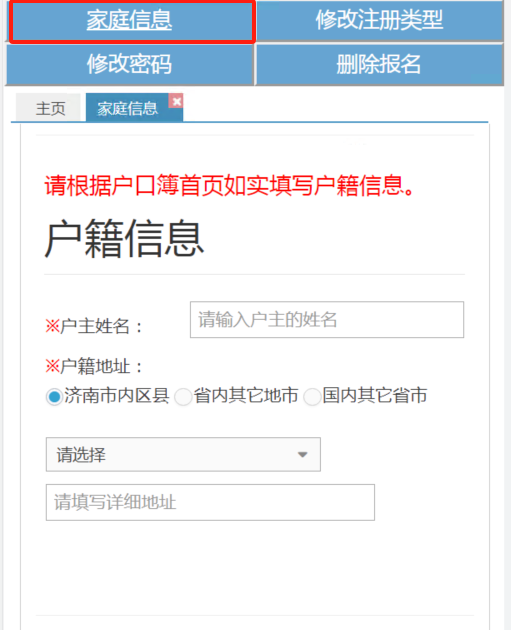 家庭信息 修改注册类型
修改密码 删除报名
主页 家庭信息
请根据户口簿首页如实填写户籍信息。
户籍信息
※户主姓名： 请输入户主的姓名
※户籍地址：
济南市内区县 省内其它地市 国内其它省市
请选择
请填写详细地址